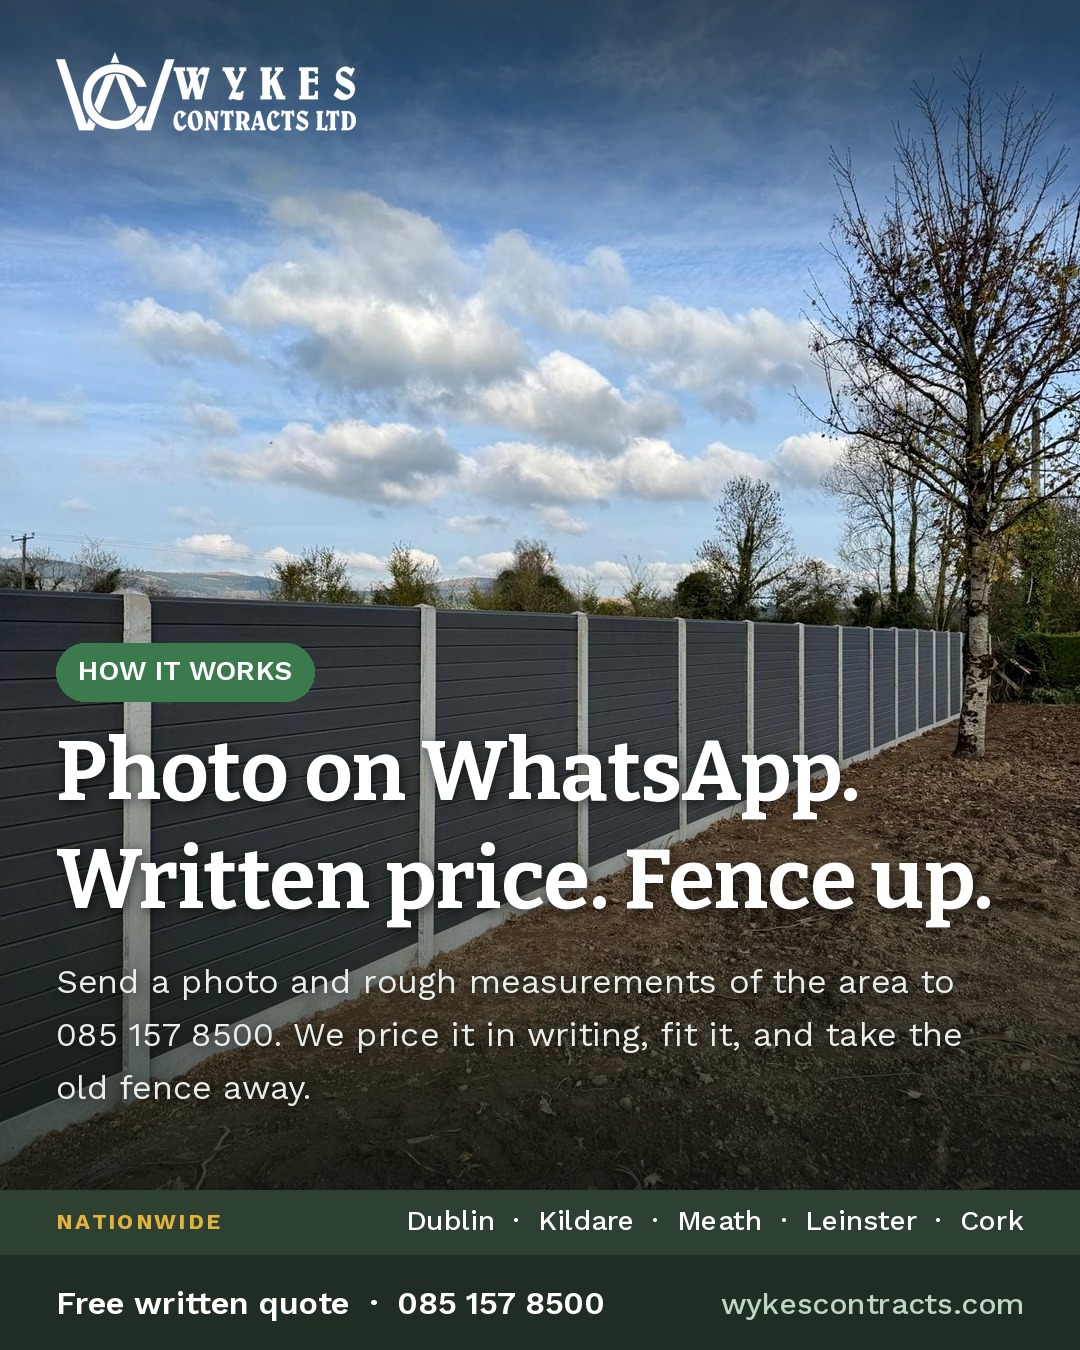 WYKES
CONTRACTS LTD
HOW IT WORKS
Photo on WhatsApp.
Written price. Fence up.
Send a photo and rough measurements of the area to
085 157 8500. We price it in writing, fit it, and take the
old fence away.
NATIONWIDE
Dublin · Kildare · Meath · Leinster · Cork
Free written quote · 085 157 8500
wykescontracts.com